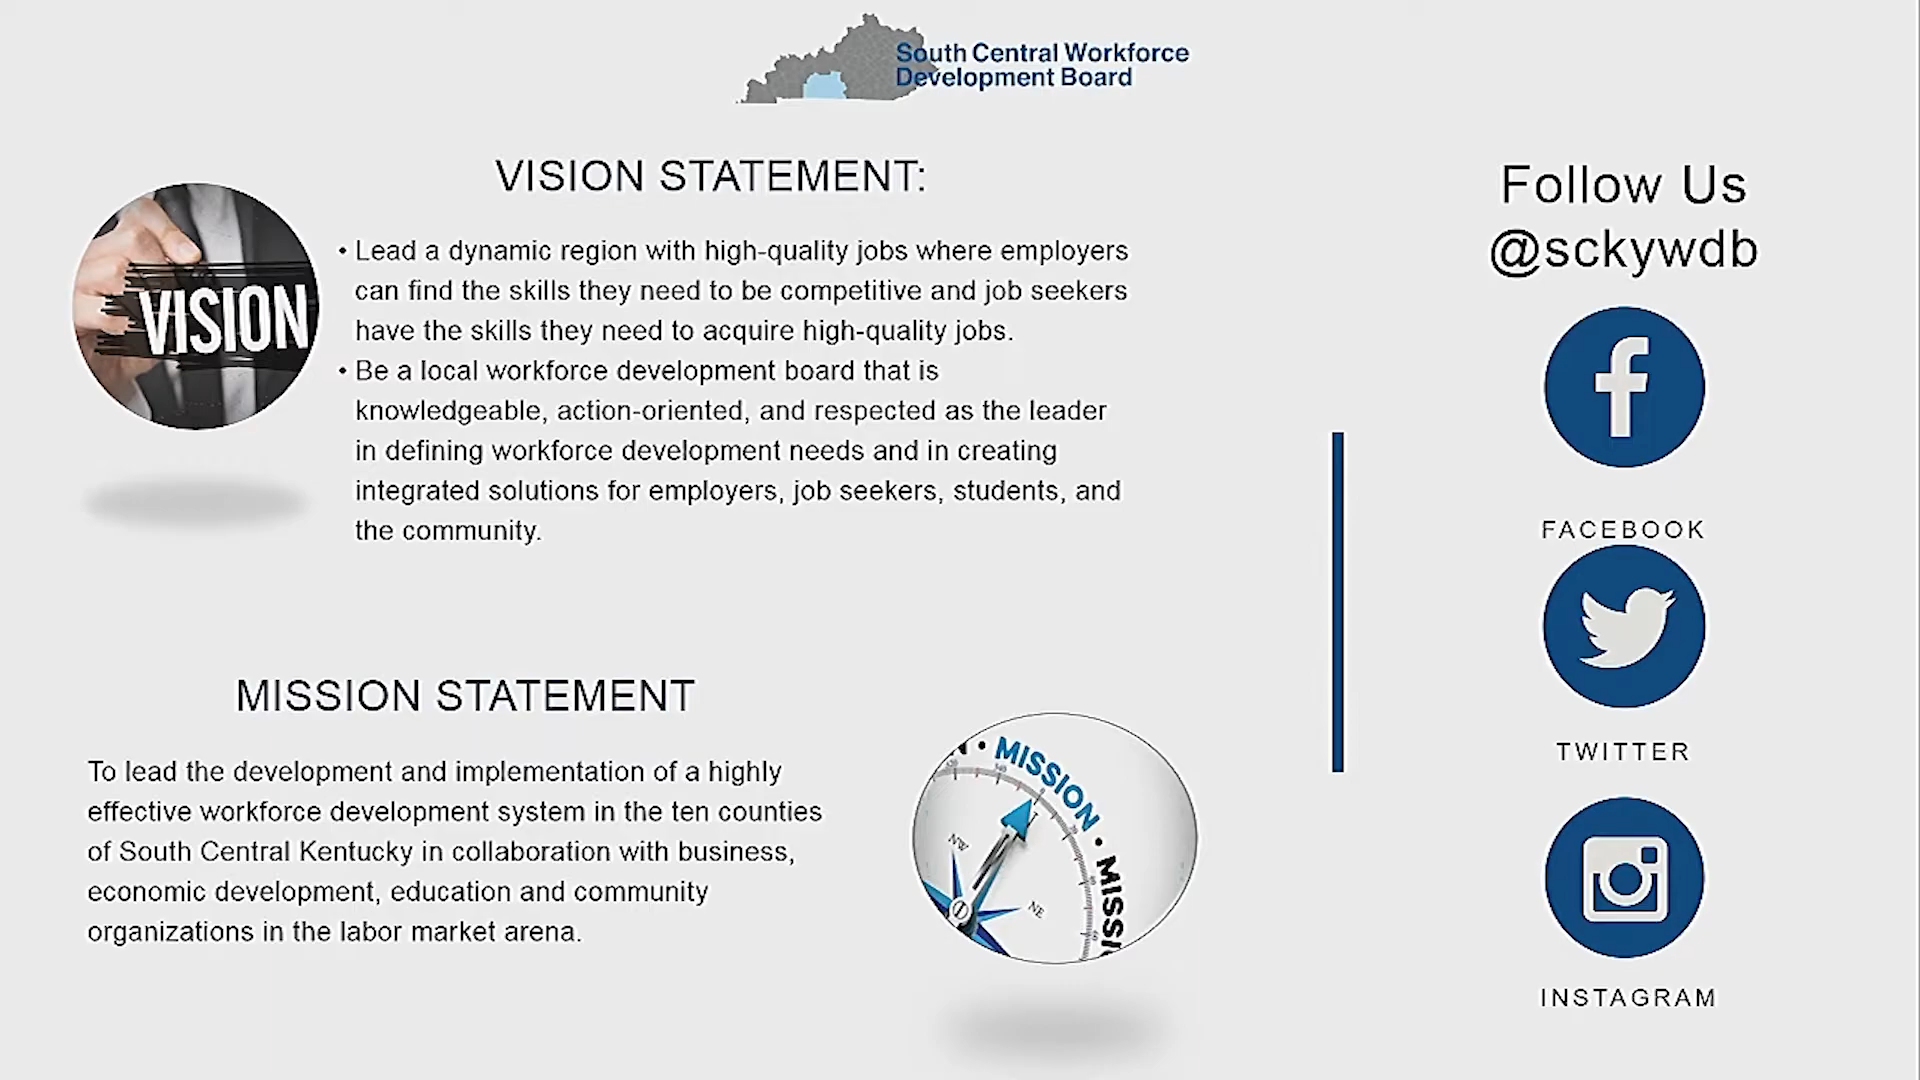 South Central Workforce
Development Board
VISION STATEMENT:
VISION
• Lead a dynamic region with high-quality jobs where employers
can find the skills they need to be competitive and job seekers
have the skills they need to acquire high-quality jobs.
• Be a local workforce development board that is
knowledgeable, action-oriented, and respected as the leader
in defining workforce development needs and in creating
integrated solutions for employers, job seekers, students, and
the community.
MISSION STATEMENT
To lead the development and implementation of a highly
effective workforce development system in the ten counties
of South Central Kentucky in collaboration with business,
economic development, education and community
organizations in the labor market arena.
• MISSION • MISSI
NW
NE
Follow Us
@sckywdb
FACEBOOK
TWITTER
INSTAGRAM